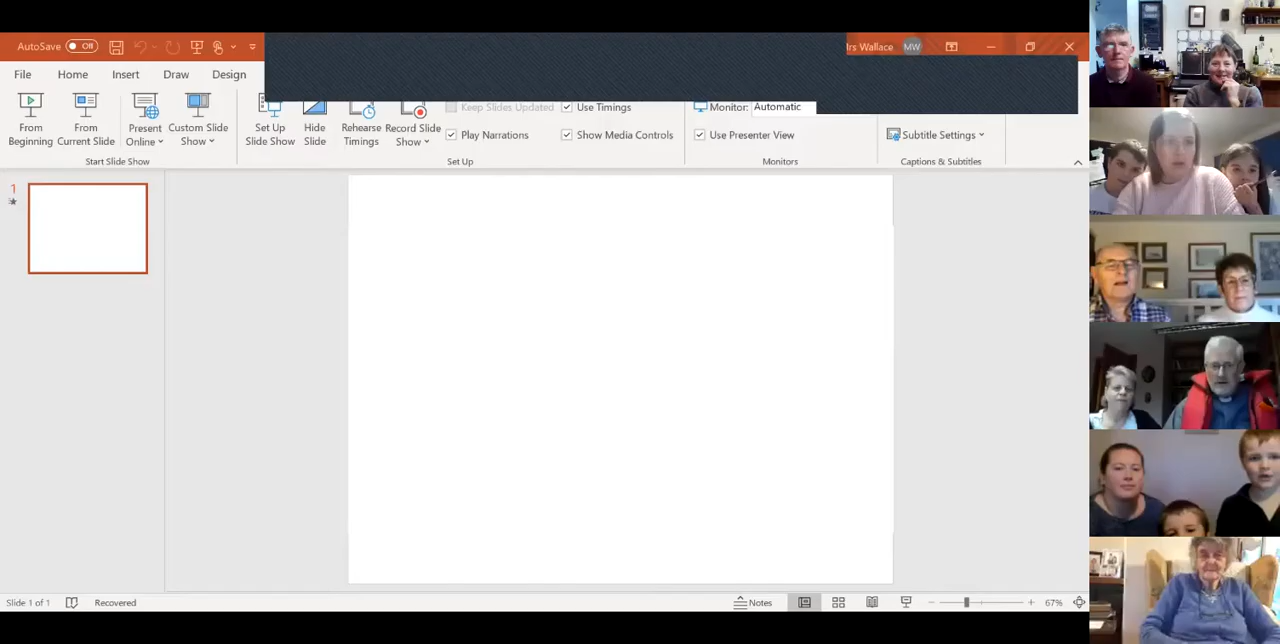 AutoSave Off
rs Wallace MW
File Home Insert Draw Design
From Beginning
From Current Slide
Present Online
Custom Slide Show
Start Slide Show
Set Up Slide Show
Hide Slide
Rehearse Timings
Record Slide Show
Keep Slides Updated
Use Timings
Play Narrations
Show Media Controls
Set Up
Monitor: Automatic
Use Presenter View
Monitors
Subtitle Settings
Captions & Subtitles
1
Slide 1 of 1 Recovered Notes 67%